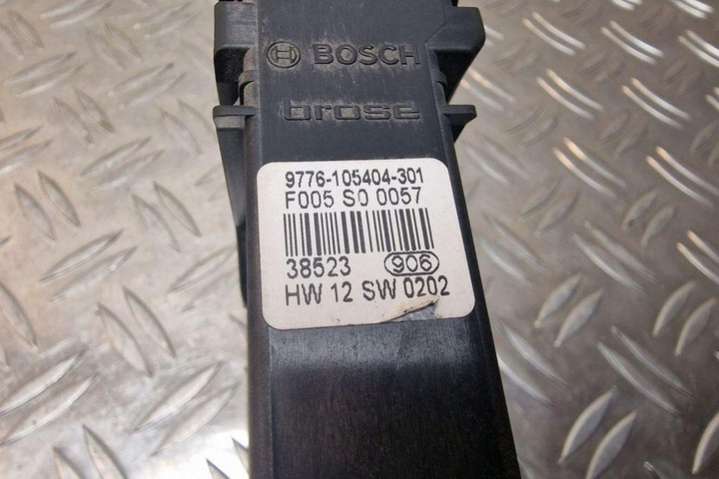 BOSCH
brose
9776-105404-301
F005 S0 0057
38523 906
HW 12 SW 0202